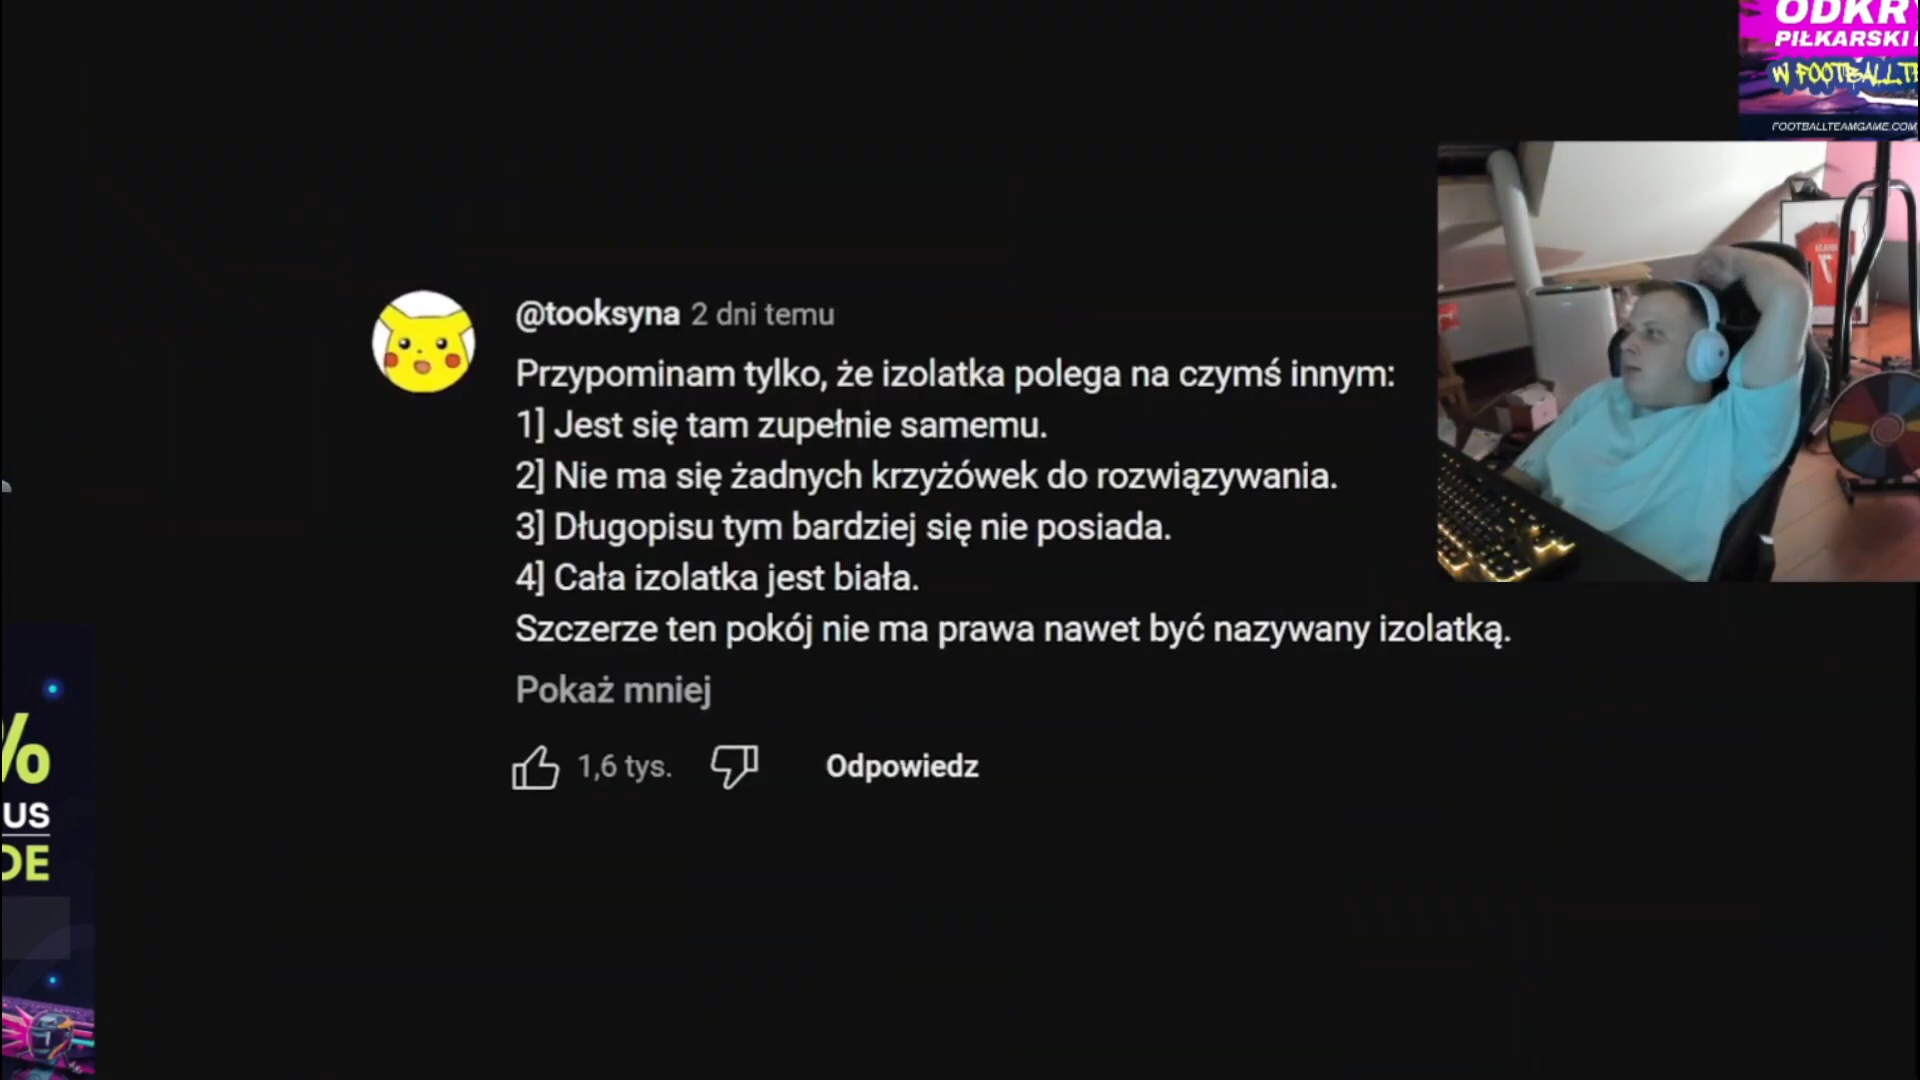 ODKR
PIŁKARSKI
W FOOTBALLT
FOOTBALLTEAMGAME.COM
@tooksyna 2 dni temu
Przypominam tylko, że izolatka polega na czymś innym:
1] Jest się tam zupełnie samemu.
2] Nie ma się żadnych krzyżówek do rozwiązywania.
3] Długopisu tym bardziej się nie posiada.
4] Cała izolatka jest biała.
Szczerze ten pokój nie ma prawa nawet być nazywany izolatką.
Pokaż mniej
1,6 tys. Odpowiedz
%
US
DE
7